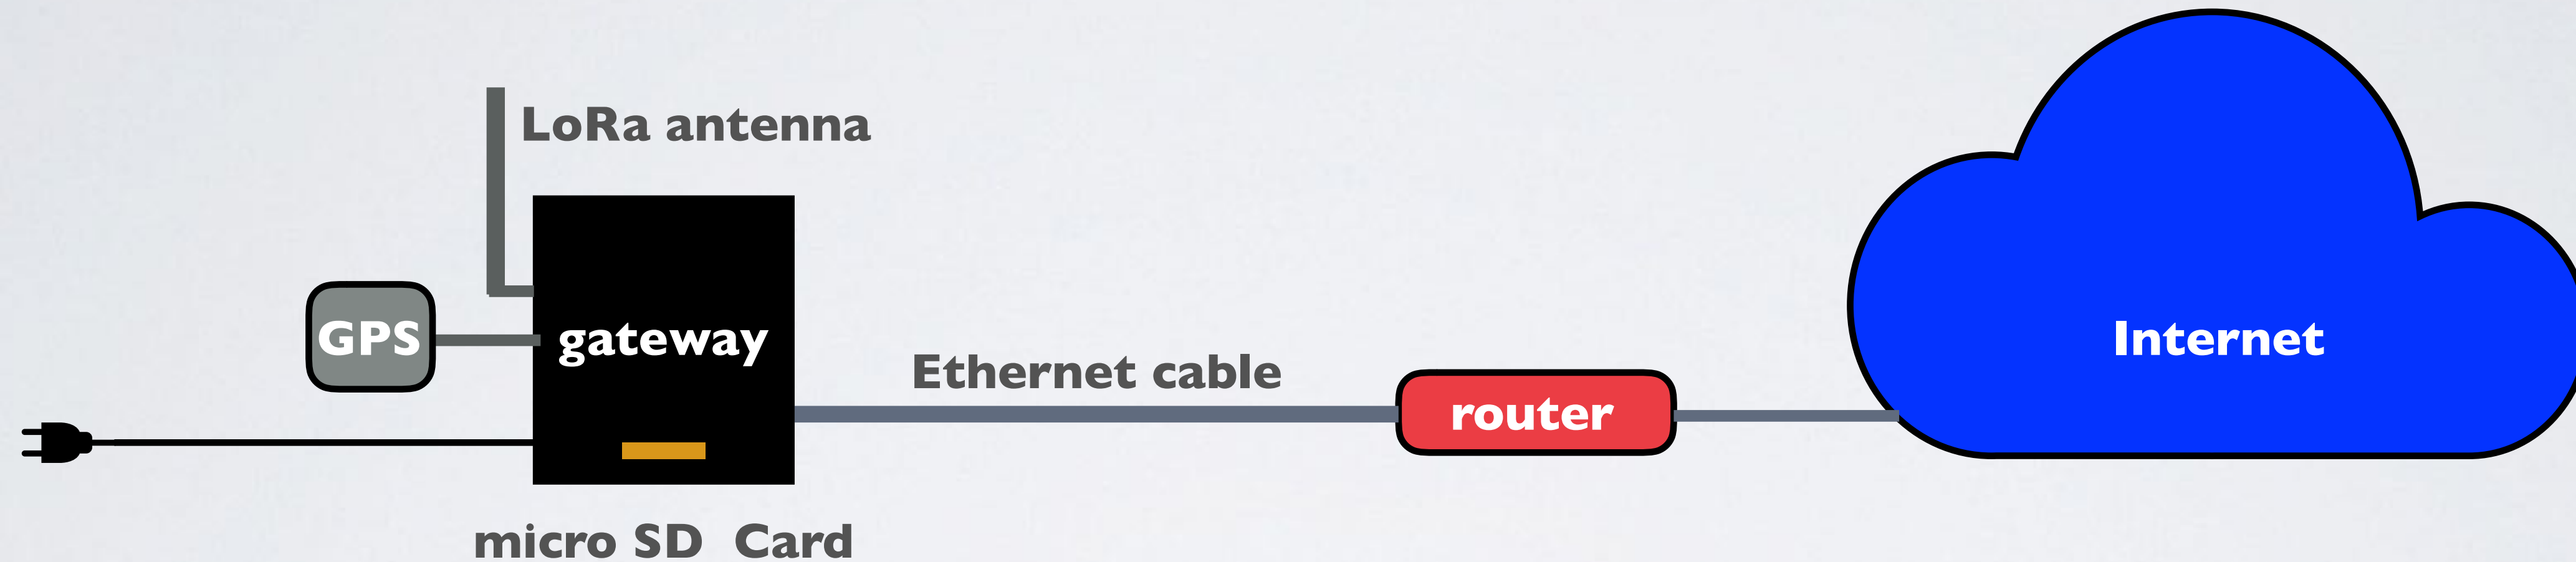 LoRa antenna
GPS
gateway
Ethernet cable
router
Internet
micro SD  Card